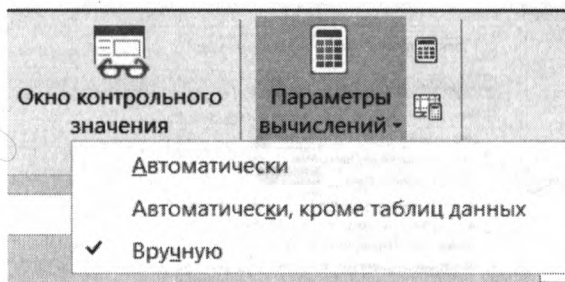 Окно контрольного
значения
Параметры
вычислений
Автоматически
Автоматически, кроме таблиц данных
Вручную